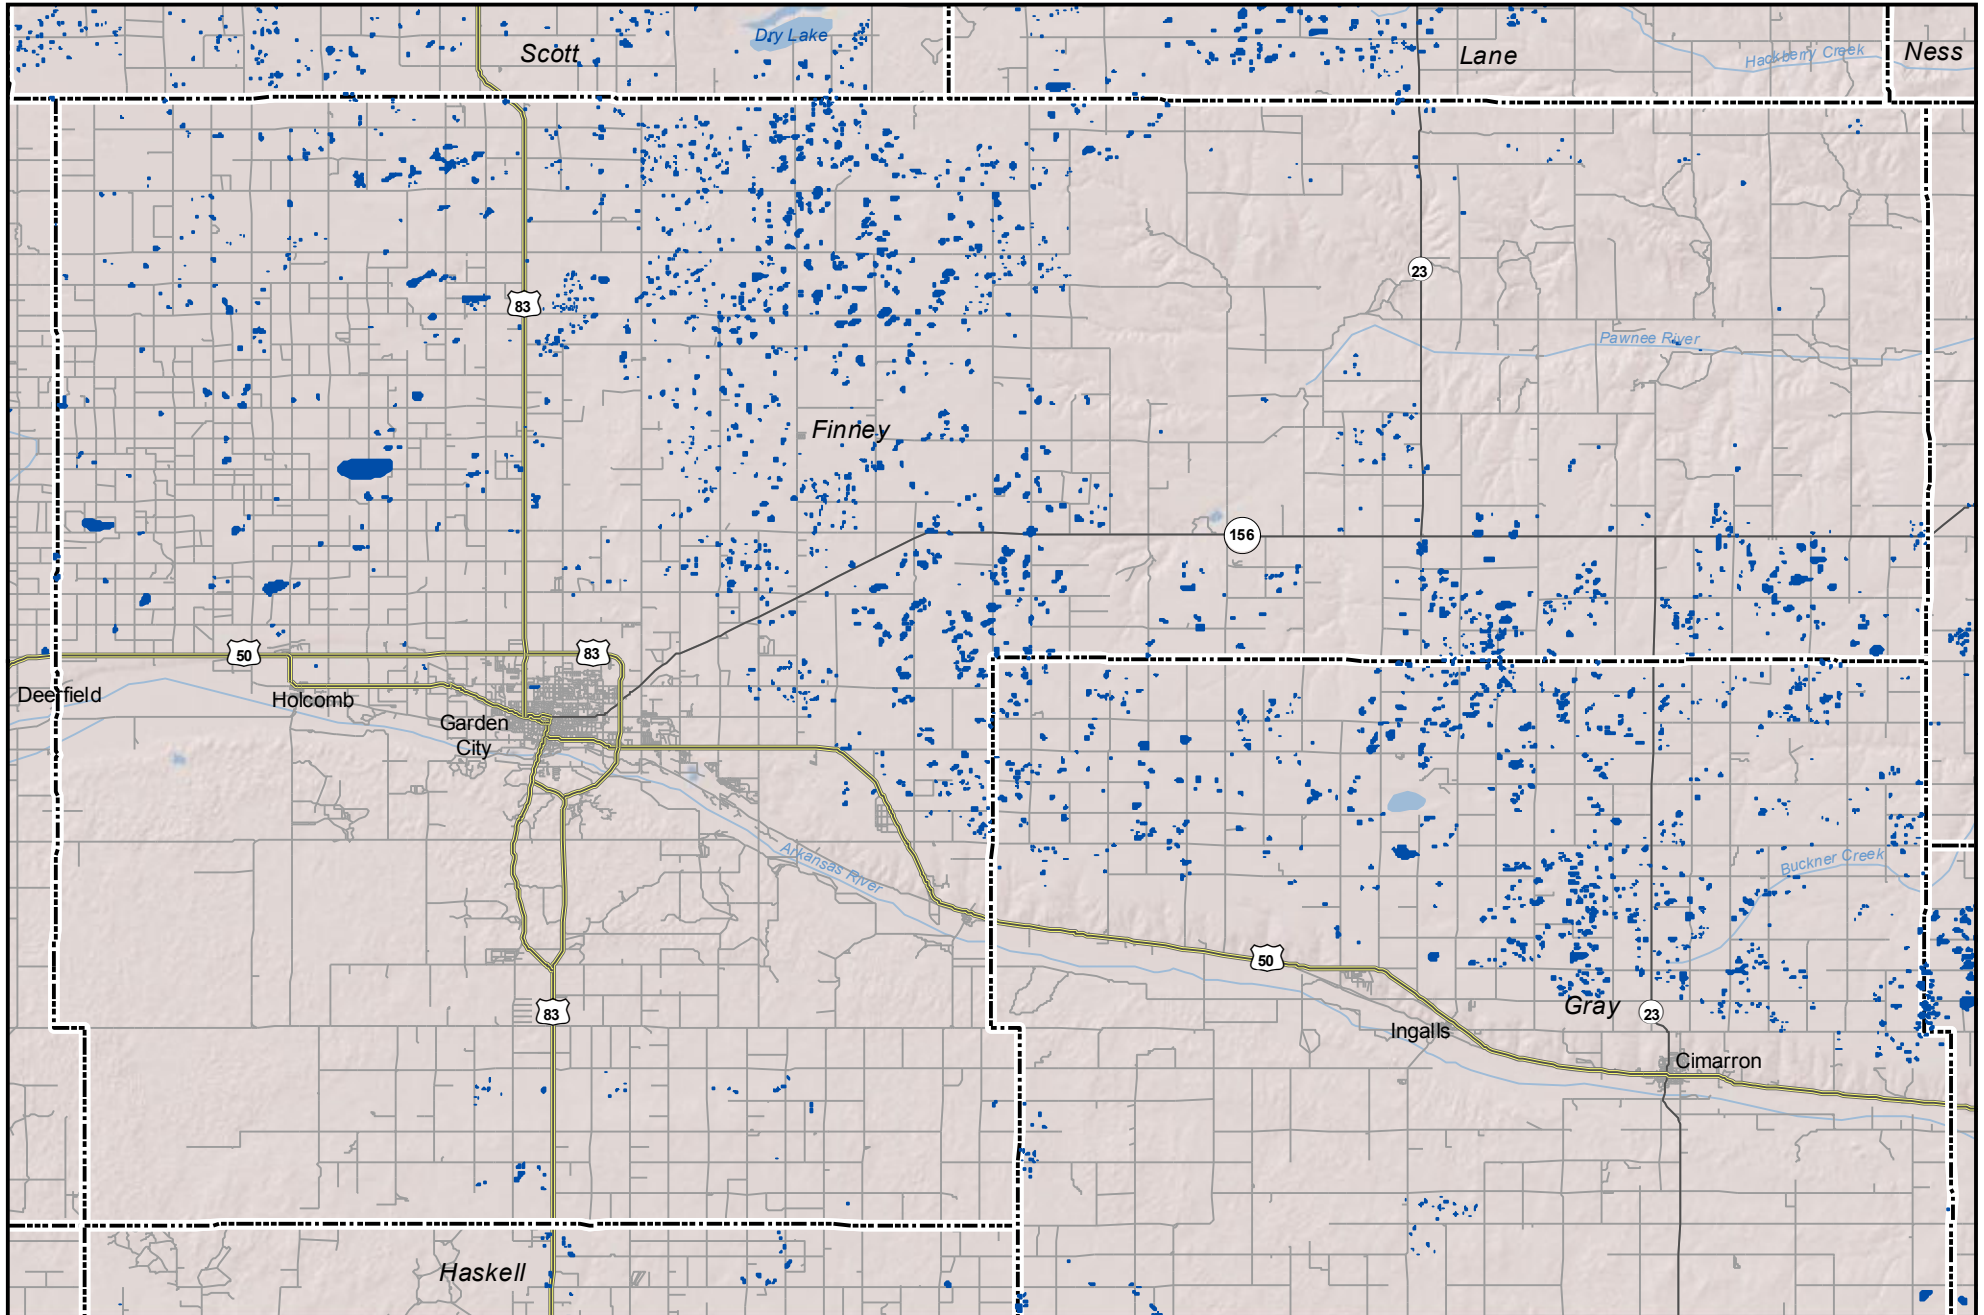 Dry Lake
Scott
Lane
Hackberry Creek
Ness
23
83
Pawnee River
Finney
156
50
83
Deerfield
Holcomb
Garden
City
Arkansas River
Buckner Creek
50
83
Gray
23
Ingalls
Cimarron
Haskell